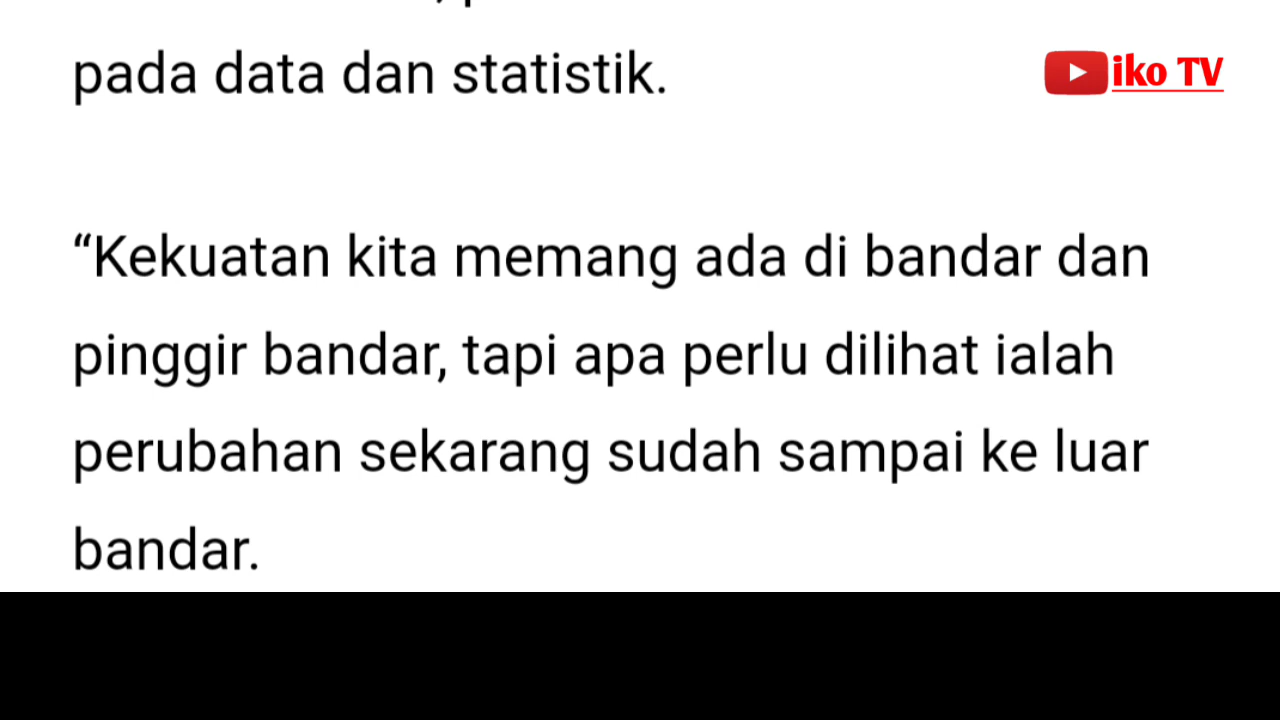 pada data dan statistik.
iko TV
“Kekuatan kita memang ada di bandar dan
pinggir bandar, tapi apa perlu dilihat ialah
perubahan sekarang sudah sampai ke luar
bandar.